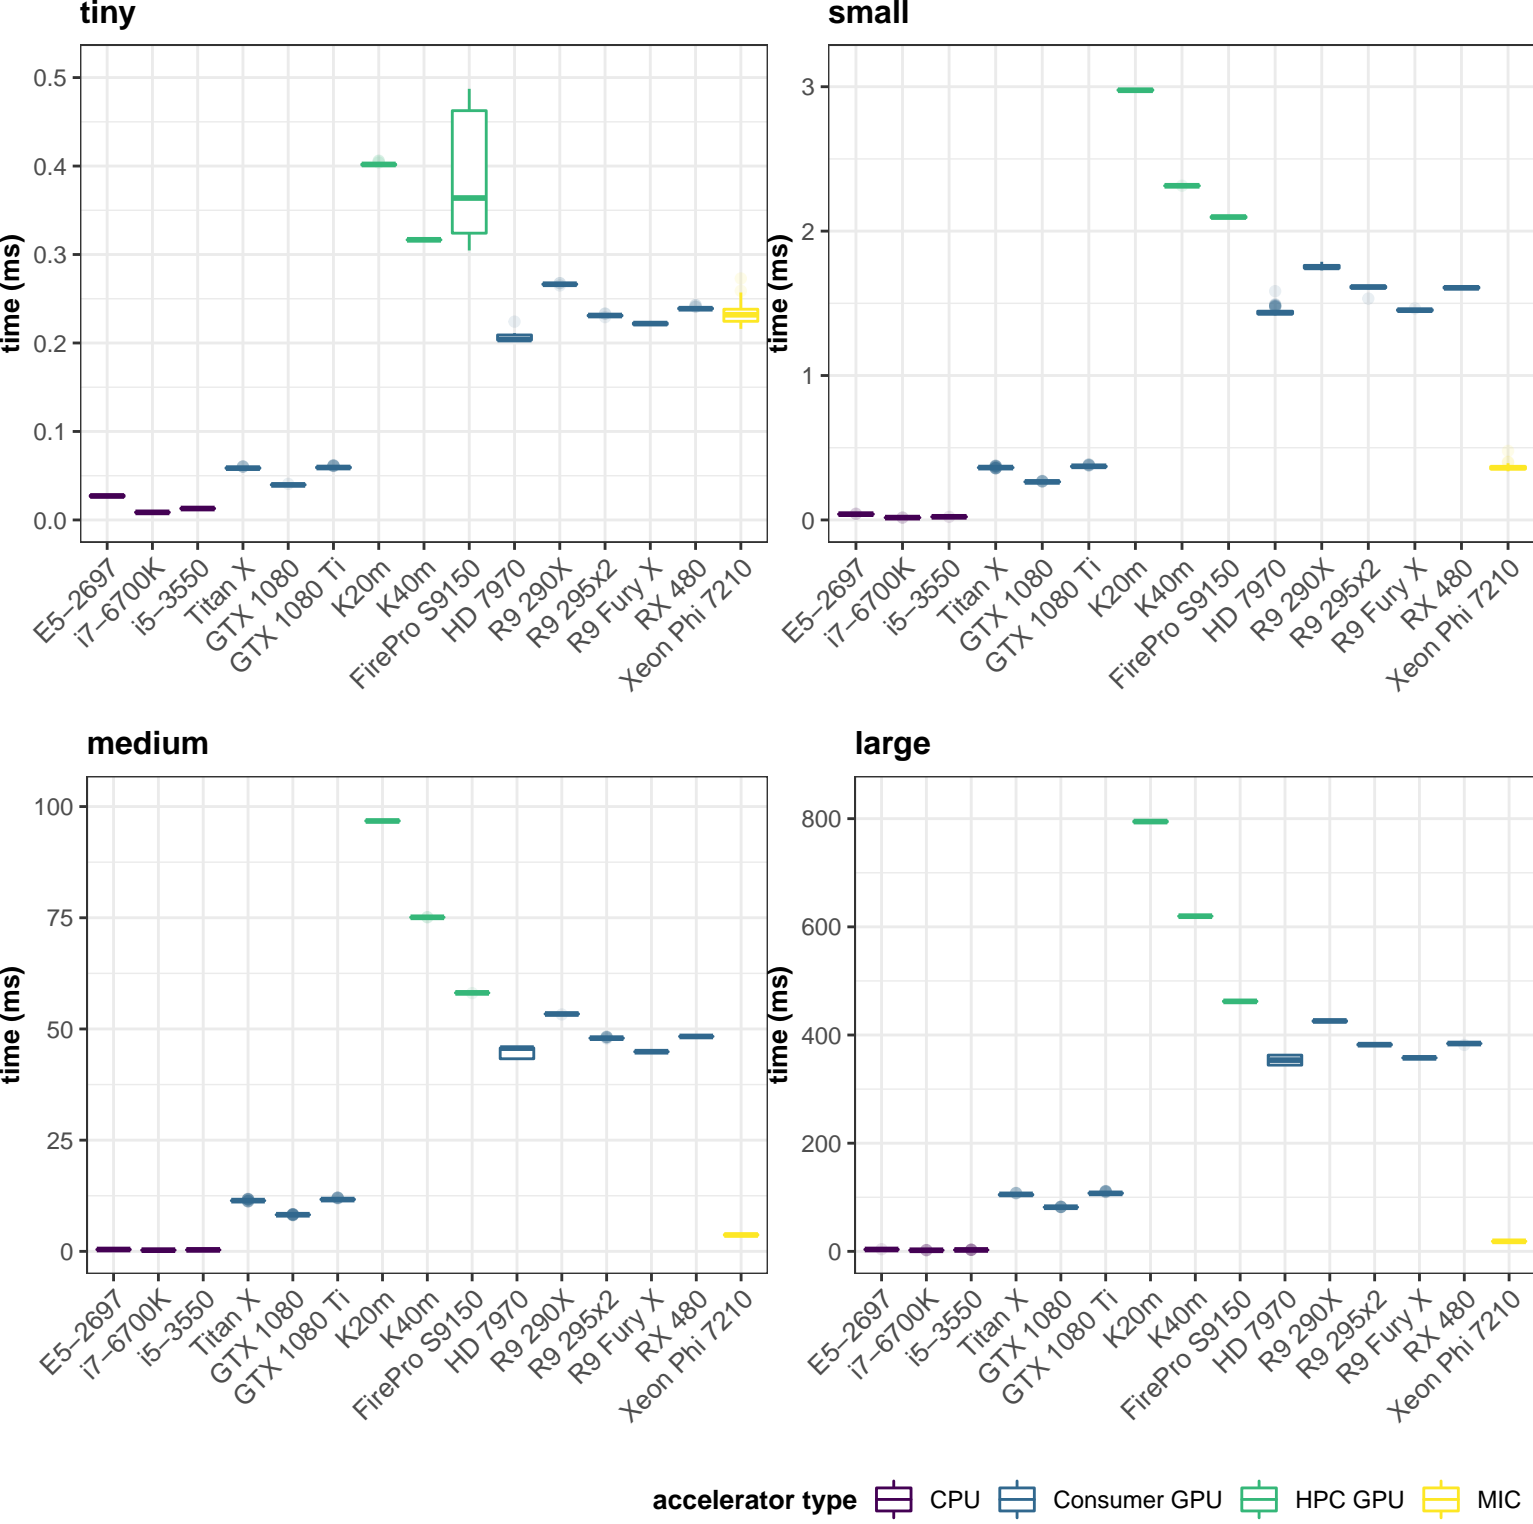 tiny
time (ms)
0.5
0.4
0.3
0.2
0.1
0.0
E5−2697
i7−6700K
i5−3550
Titan X
GTX 1080
GTX 1080 Ti
K20m
K40m
FirePro S9150
HD 7970
R9 290X
R9 295x2
R9 Fury X
RX 480
Xeon Phi 7210
small
time (ms)
3
2
1
0
E5−2697
i7−6700K
i5−3550
Titan X
GTX 1080
GTX 1080 Ti
K20m
K40m
FirePro S9150
HD 7970
R9 290X
R9 295x2
R9 Fury X
RX 480
Xeon Phi 7210
medium
time (ms)
100
75
50
25
0
E5−2697
i7−6700K
i5−3550
Titan X
GTX 1080
GTX 1080 Ti
K20m
K40m
FirePro S9150
HD 7970
R9 290X
R9 295x2
R9 Fury X
RX 480
Xeon Phi 7210
large
time (ms)
800
600
400
200
0
E5−2697
i7−6700K
i5−3550
Titan X
GTX 1080
GTX 1080 Ti
K20m
K40m
FirePro S9150
HD 7970
R9 290X
R9 295x2
R9 Fury X
RX 480
Xeon Phi 7210
accelerator type CPU Consumer GPU HPC GPU MIC